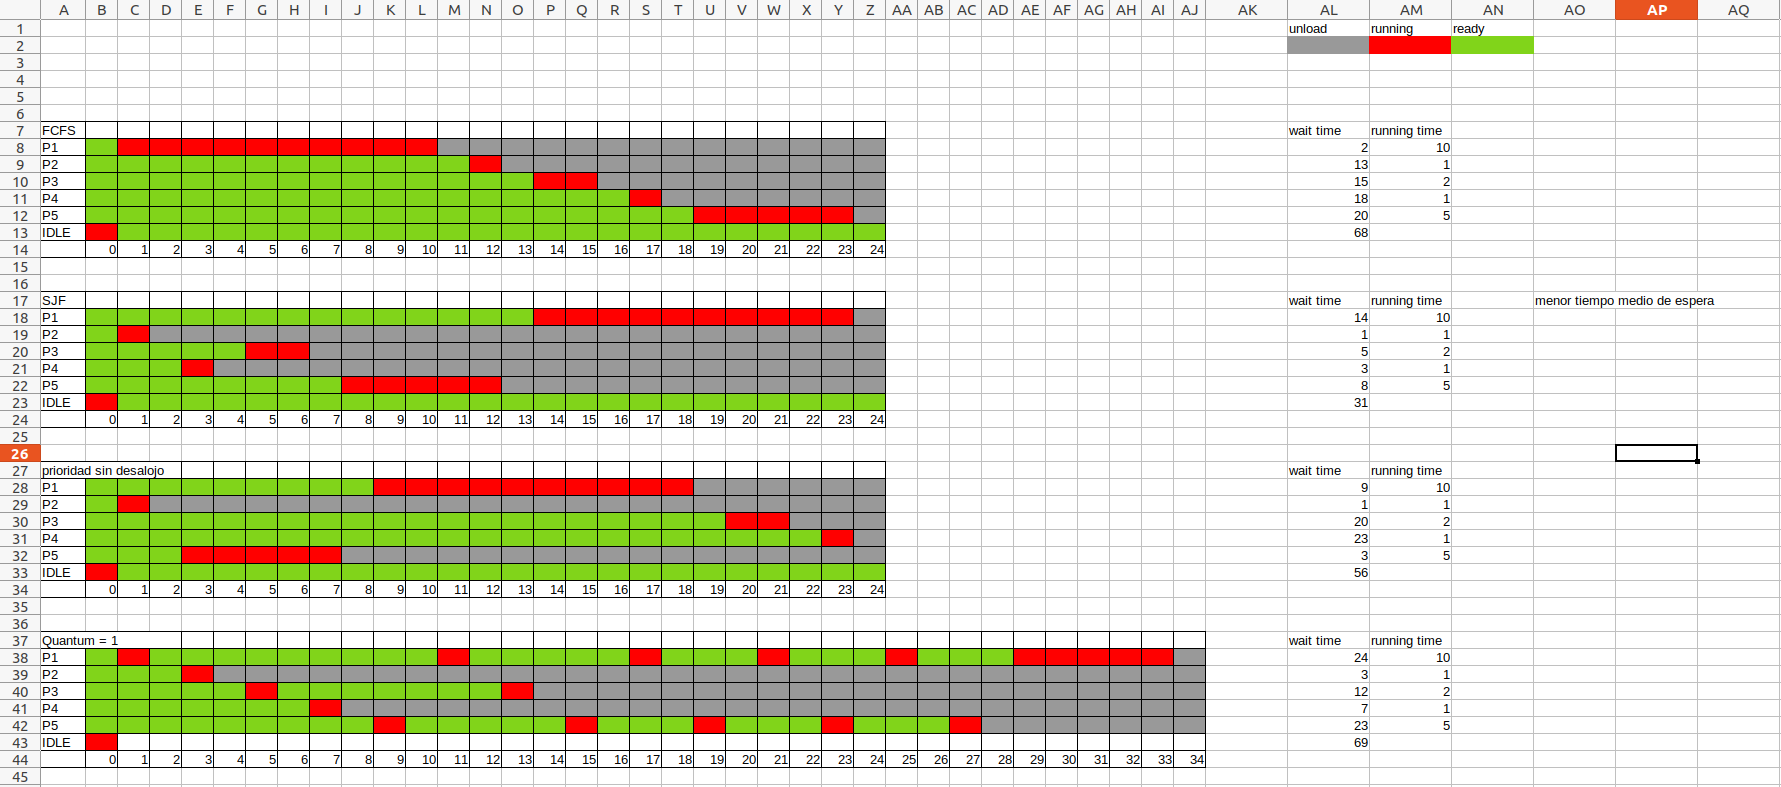 A B C D E F G H I J K L M N O P Q R S T U V W X Y Z AA AB AC AD AE AF AG AH AI AJ AK AL AM AN AO AP AQ
1 unload running ready
2
3
4
5
6
7 FCFS wait time running time
8 P1 2 10
9 P2 13 1
10 P3 15 2
11 P4 18 1
12 P5 20 5
13 IDLE 68
14 0 1 2 3 4 5 6 7 8 9 10 11 12 13 14 15 16 17 18 19 20 21 22 23 24
15
16
17 SJF wait time running time menor tiempo medio de espera
18 P1 14 10
19 P2 1 1
20 P3 5 2
21 P4 3 1
22 P5 8 5
23 IDLE 31
24 0 1 2 3 4 5 6 7 8 9 10 11 12 13 14 15 16 17 18 19 20 21 22 23 24
25
26
27 prioridad sin desalojo wait time running time
28 P1 9 10
29 P2 1 1
30 P3 20 2
31 P4 23 1
32 P5 3 5
33 IDLE 56
34 0 1 2 3 4 5 6 7 8 9 10 11 12 13 14 15 16 17 18 19 20 21 22 23 24
35
36
37 Quantum = 1 wait time running time
38 P1 24 10
39 P2 3 1
40 P3 12 2
41 P4 7 1
42 P5 23 5
43 IDLE 69
44 0 1 2 3 4 5 6 7 8 9 10 11 12 13 14 15 16 17 18 19 20 21 22 23 24 25 26 27 28 29 30 31 32 33 34
45